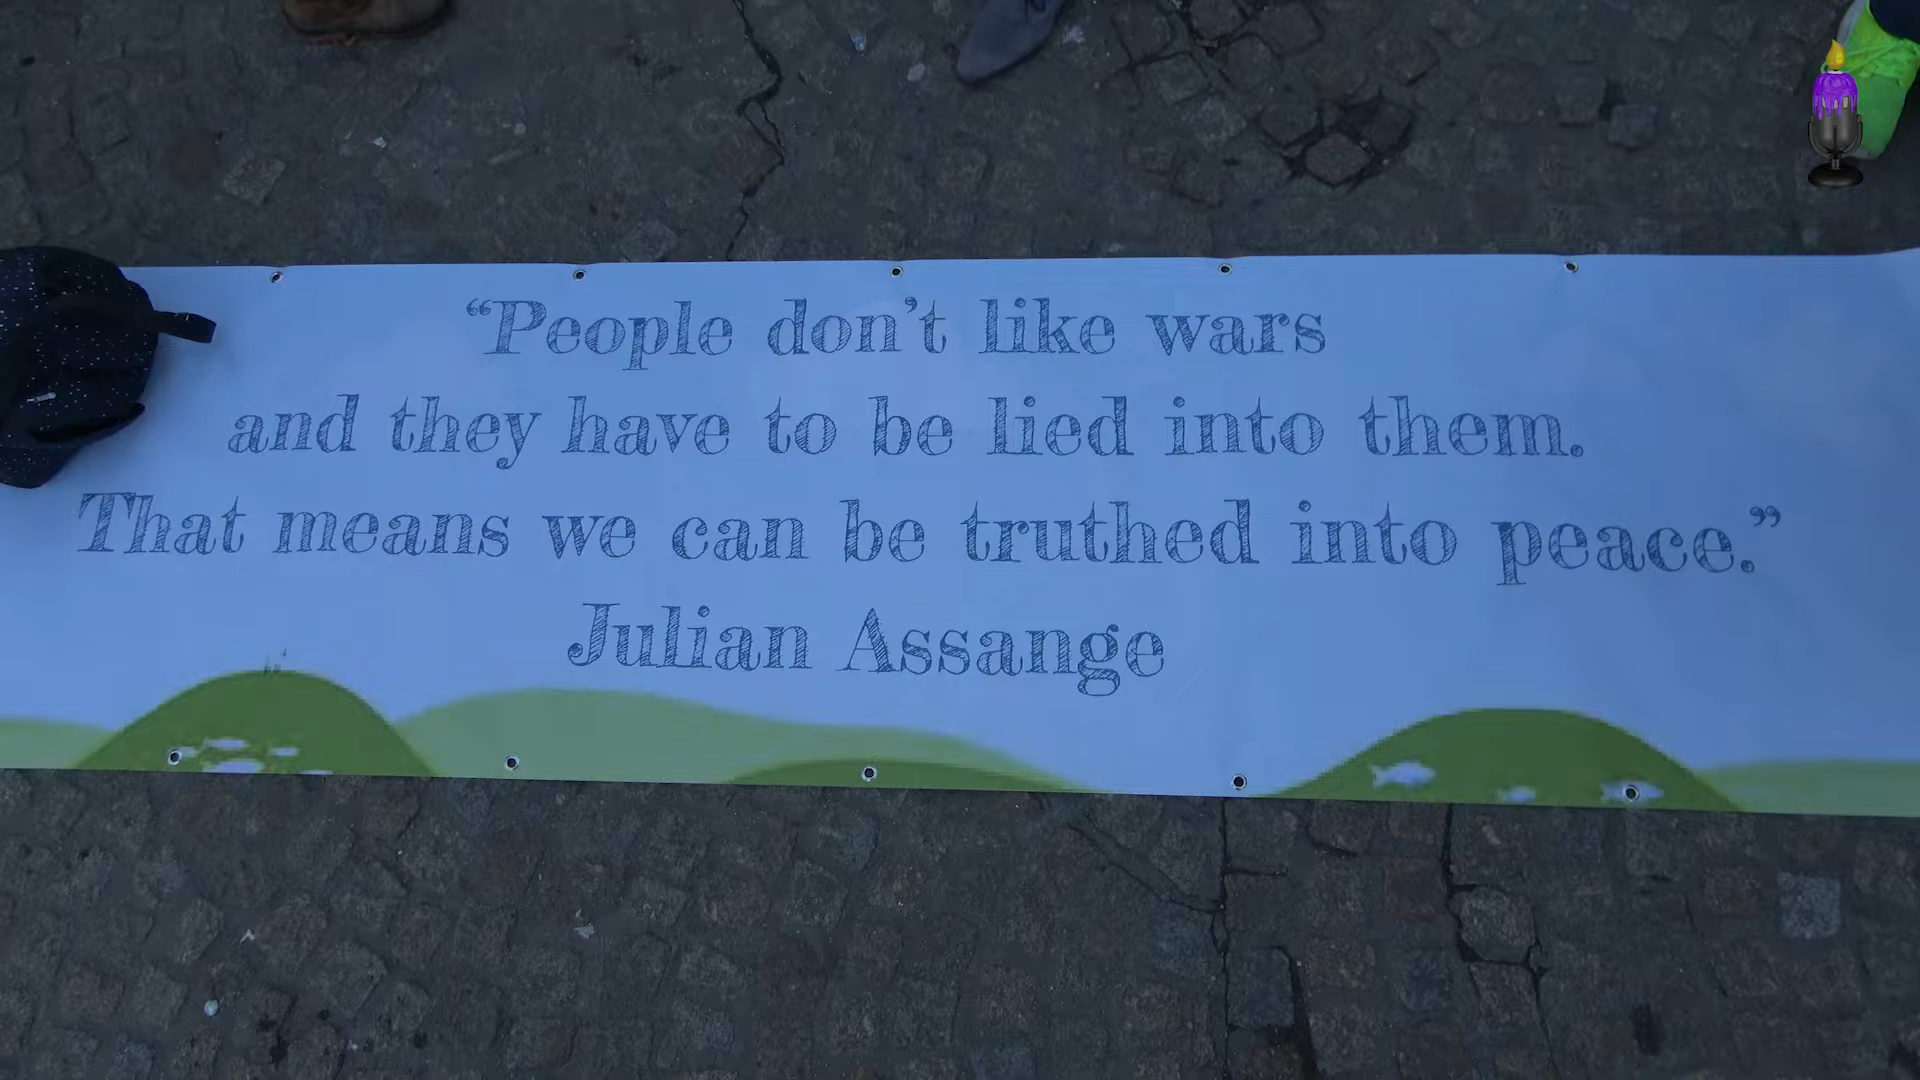 “People don’t like wars
and they have to be lied into them.
That means we can be truthed into peace.”
Julian Assange